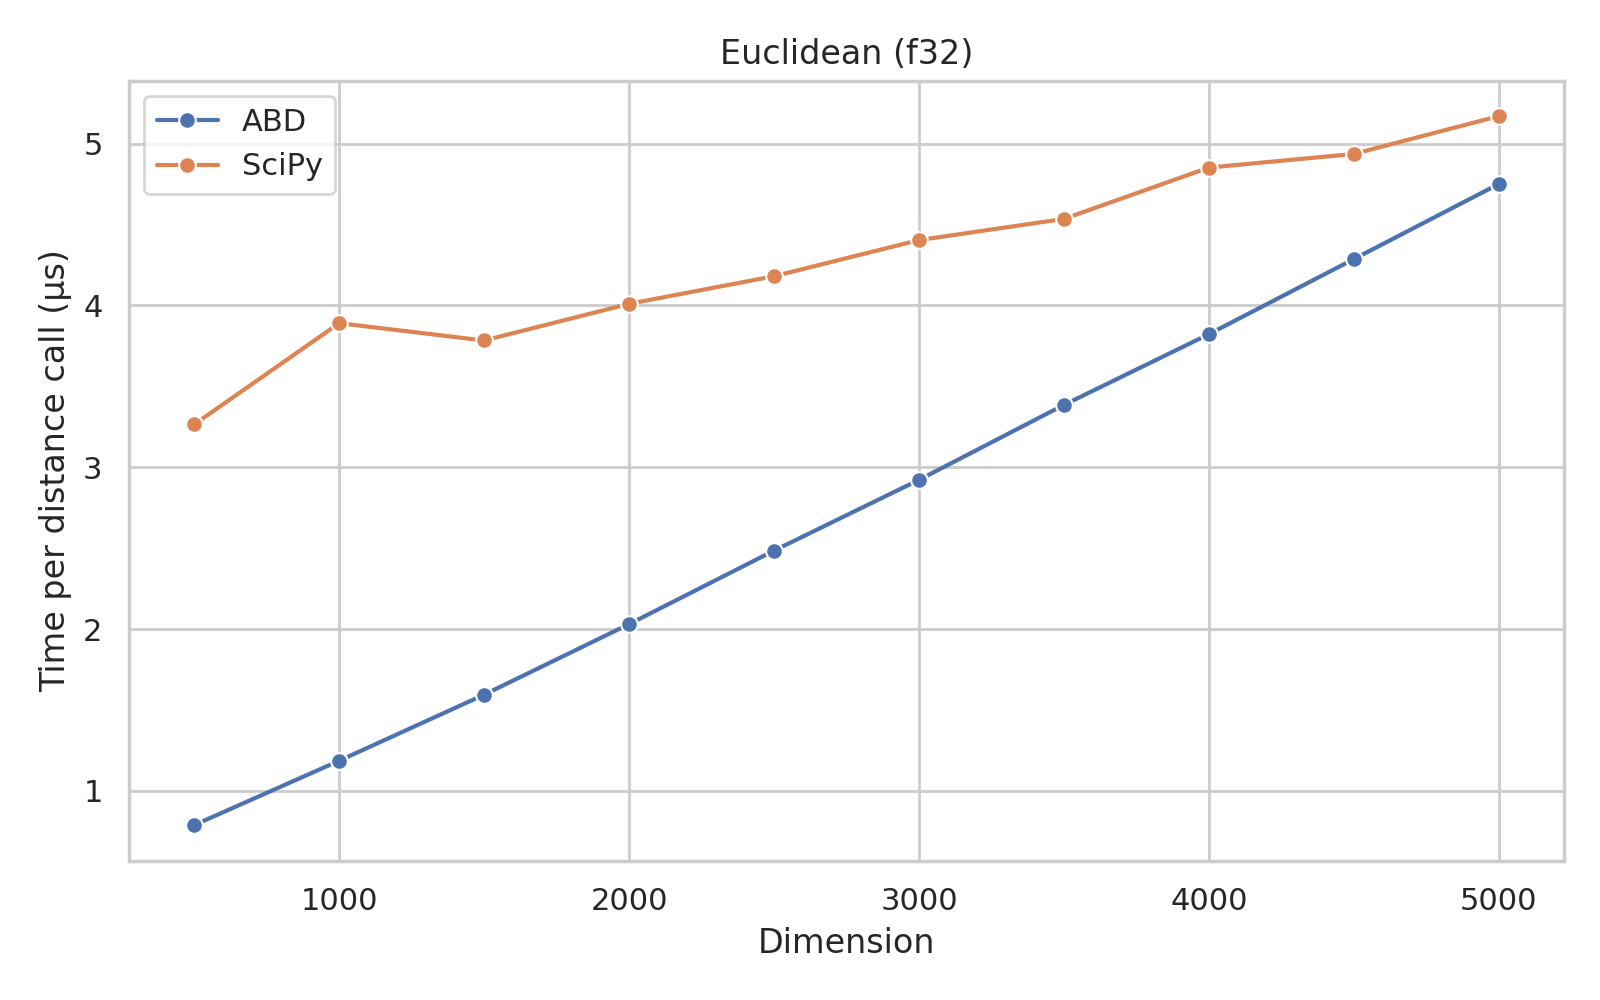 Euclidean (f32)
ABD
SciPy
Time per distance call (µs)
5
4
3
2
1
1000 2000 3000 4000 5000
Dimension